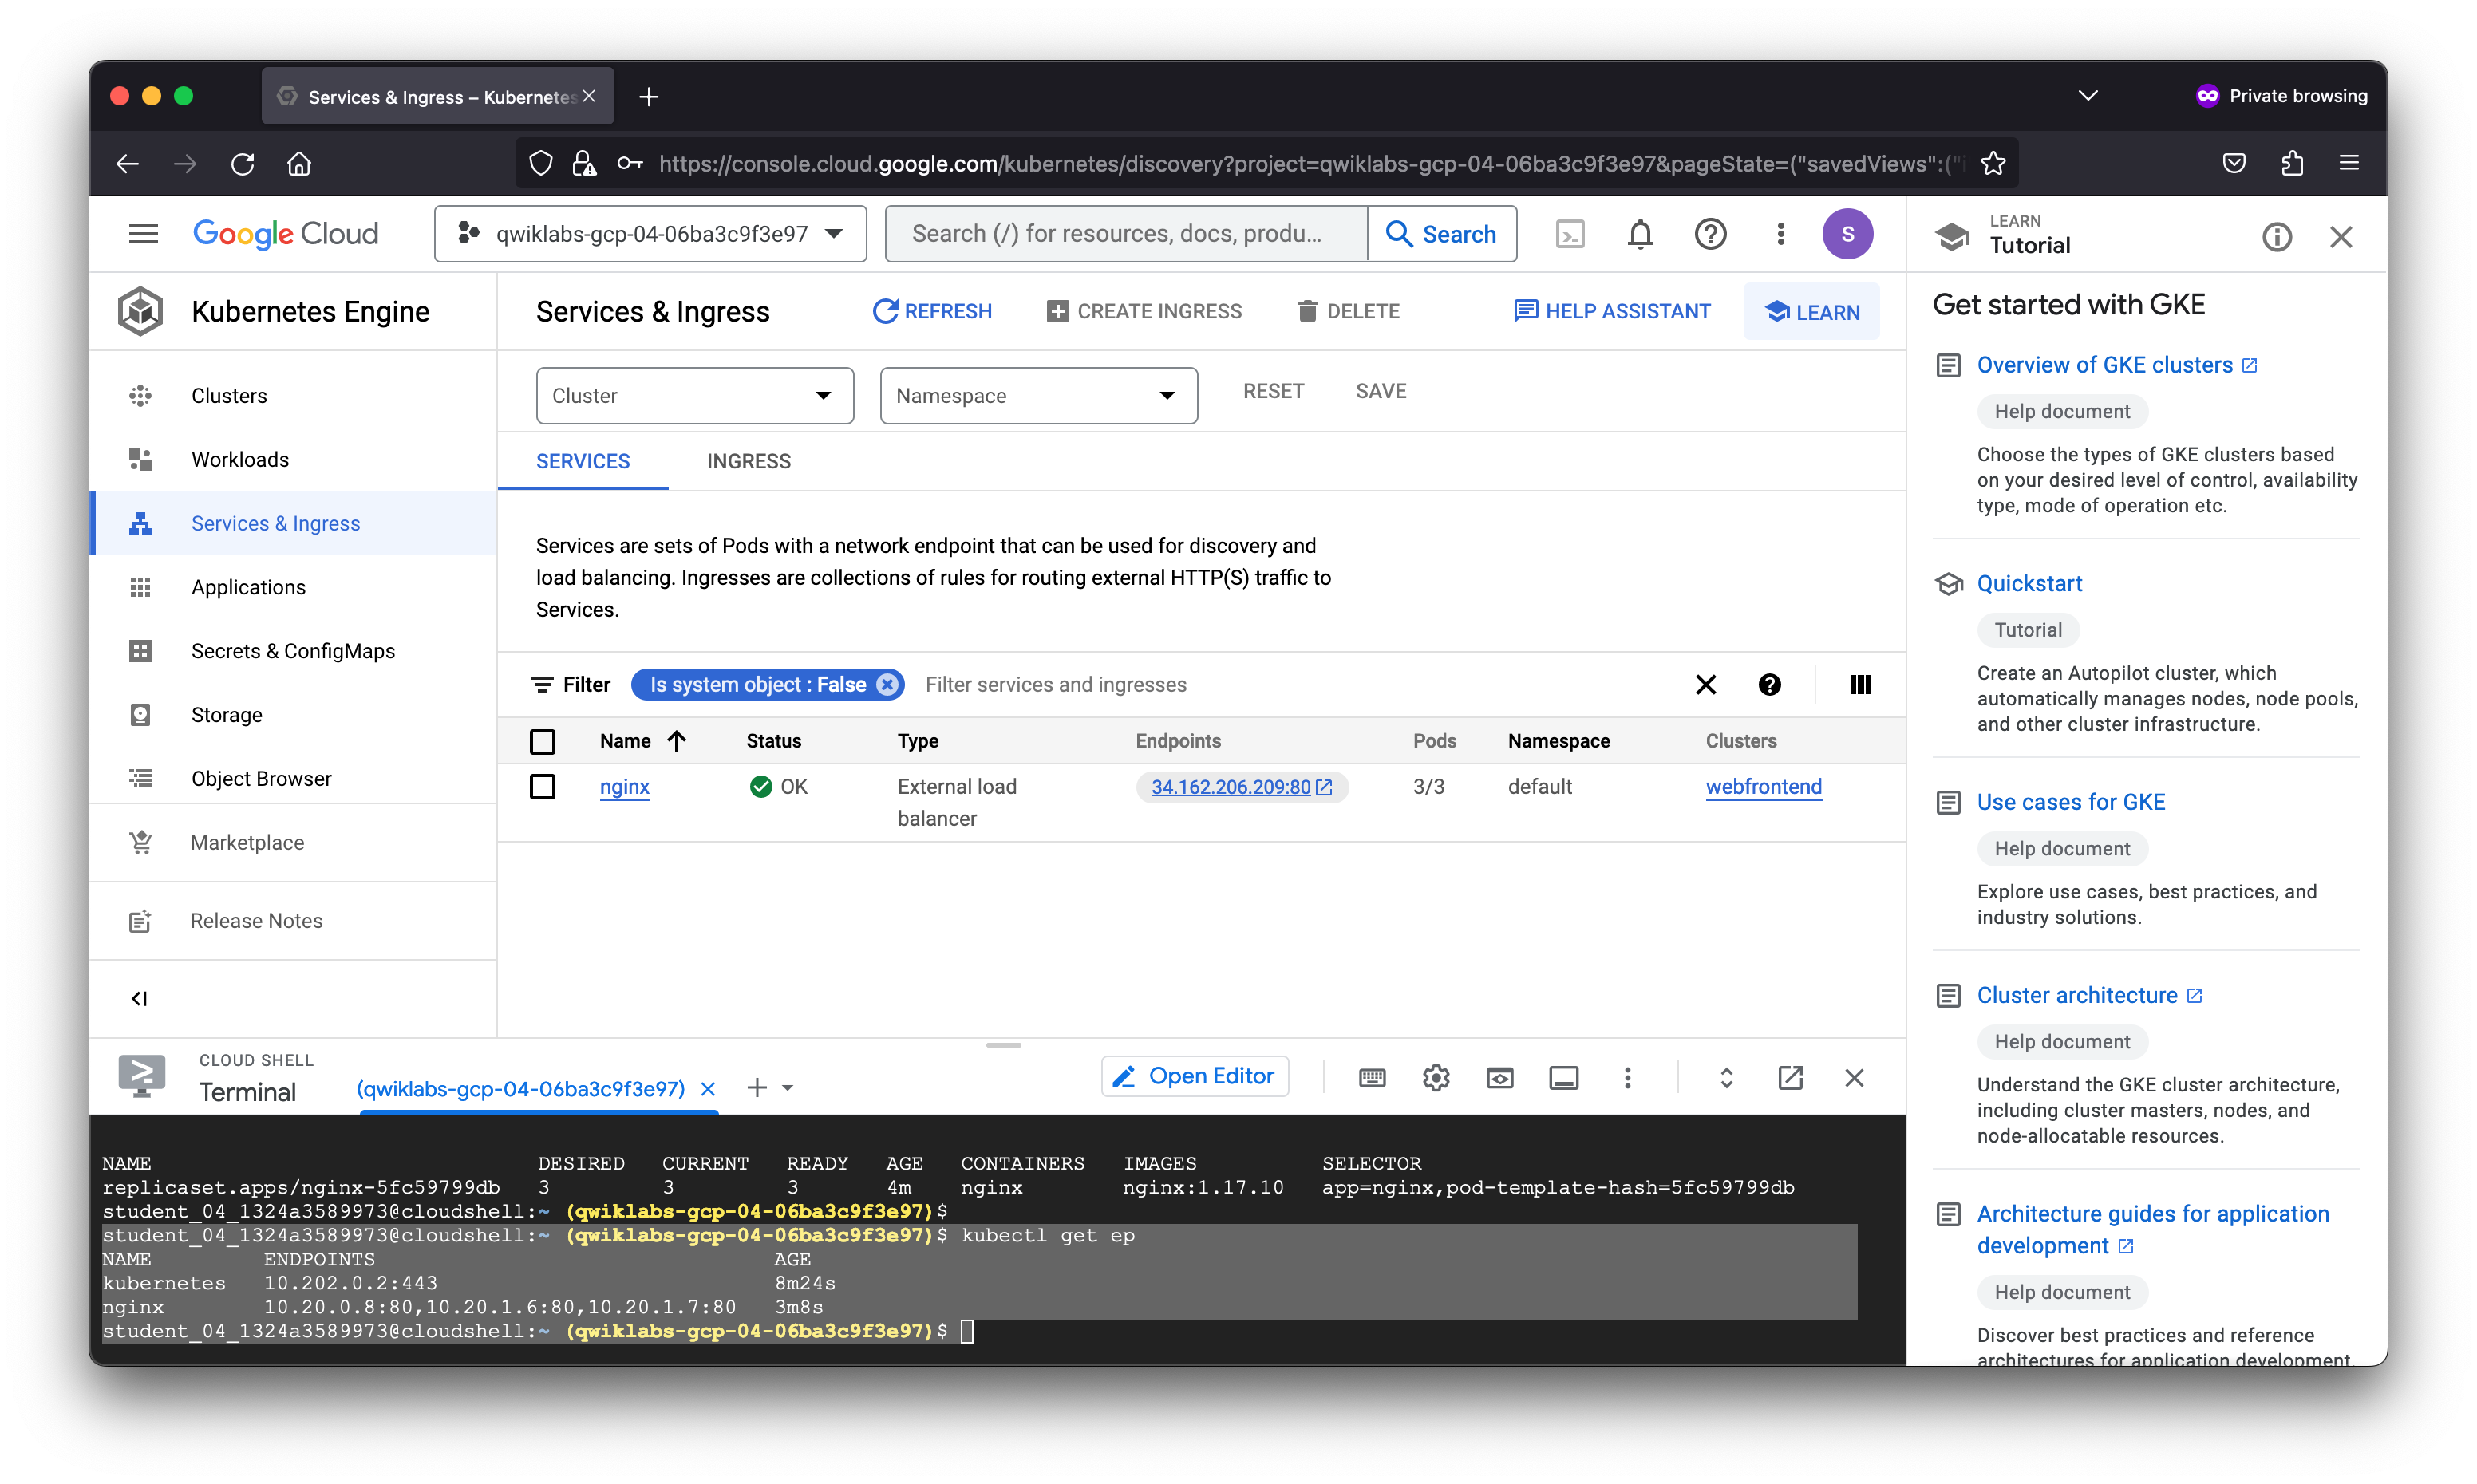 Services & Ingress – Kubernetes
Private browsing
https://console.cloud.google.com/kubernetes/discovery?project=qwiklabs-gcp-04-06ba3c9f3e97&pageState=("savedViews":("i
Google Cloud
qwiklabs-gcp-04-06ba3c9f3e97
Search (/) for resources, docs, produ...
Search
S
LEARN
Tutorial
Kubernetes Engine
Services & Ingress
REFRESH
CREATE INGRESS
DELETE
HELP ASSISTANT
LEARN
Clusters
Workloads
Services & Ingress
Applications
Secrets & ConfigMaps
Storage
Object Browser
Marketplace
Release Notes
Cluster
Namespace
RESET
SAVE
SERVICES
INGRESS
Services are sets of Pods with a network endpoint that can be used for discovery and
load balancing. Ingresses are collections of rules for routing external HTTP(S) traffic to
Services.
Filter
Is system object : False
Filter services and ingresses
Name Status Type Endpoints Pods Namespace Clusters
nginx OK External load 34.162.206.209:80 3/3 default webfrontend
balancer
Get started with GKE
Overview of GKE clusters
Help document
Choose the types of GKE clusters based
on your desired level of control, availability
type, mode of operation etc.
Quickstart
Tutorial
Create an Autopilot cluster, which
automatically manages nodes, node pools,
and other cluster infrastructure.
Use cases for GKE
Help document
Explore use cases, best practices, and
industry solutions.
Cluster architecture
Help document
Understand the GKE cluster architecture,
including cluster masters, nodes, and
node-allocatable resources.
Architecture guides for application
development
Help document
Discover best practices and reference
architectures for application development.
CLOUD SHELL
Terminal
(qwiklabs-gcp-04-06ba3c9f3e97)
Open Editor
NAME DESIRED CURRENT READY AGE CONTAINERS IMAGES SELECTOR
replicaset.apps/nginx-5fc59799db 3 3 3 4m nginx nginx:1.17.10 app=nginx,pod-template-hash=5fc59799db
student_04_1324a3589973@cloudshell:~ (qwiklabs-gcp-04-06ba3c9f3e97)$
student_04_1324a3589973@cloudshell:~ (qwiklabs-gcp-04-06ba3c9f3e97)$ kubectl get ep
NAME ENDPOINTS AGE
kubernetes 10.202.0.2:443 8m24s
nginx 10.20.0.8:80,10.20.1.6:80,10.20.1.7:80 3m8s
student_04_1324a3589973@cloudshell:~ (qwiklabs-gcp-04-06ba3c9f3e97)$